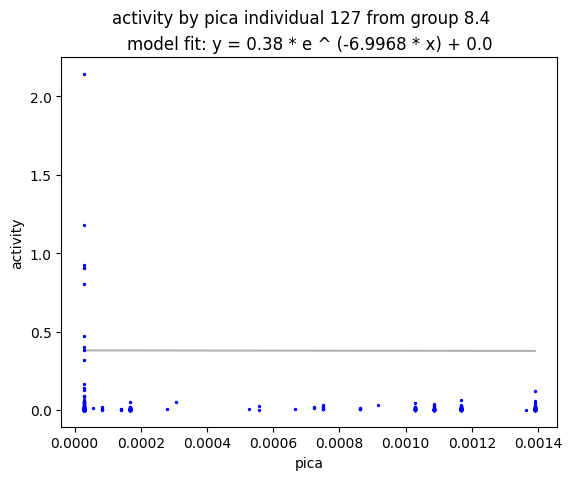 activity by pica individual 127 from group 8.4
model fit: y = 0.38 * e ^ (-6.9968 * x) + 0.0
2.0
1.5
1.0
0.5
0.0
activity
0.0000 0.0002 0.0004 0.0006 0.0008 0.0010 0.0012 0.0014
pica